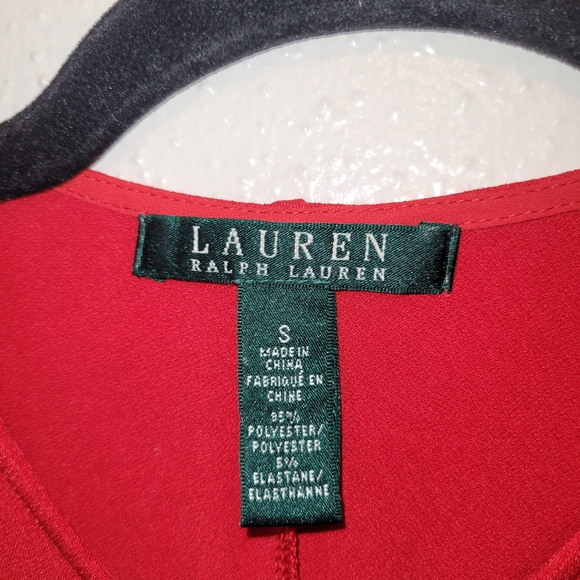 LAUREN
RALPH LAUREN
S
MADE IN
CHINA
FABRIQUÉ EN
CHINE
95%
POLYESTER/
POLYESTER
5%
ELASTANE/
ELASTHANNE